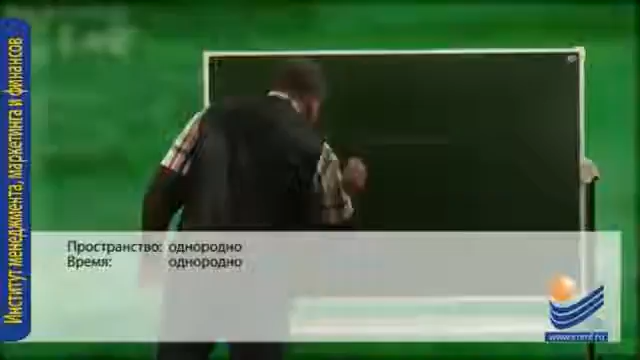 Институт менеджмента, маркетинга и финансов
Пространство: однородно
Время: однородно